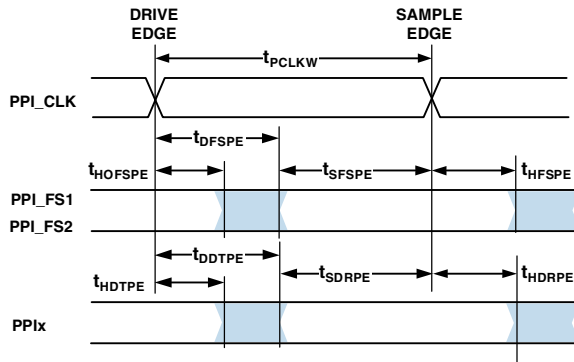 DRIVE EDGE
SAMPLE EDGE
tPCLKW
PPI_CLK
tDFSPE
tHOFSPE
tSFSPE
tHFSPE
PPI_FS1
PPI_FS2
tDDTPE
tSDRPE
tHDTPE
tHDRPE
PPIx